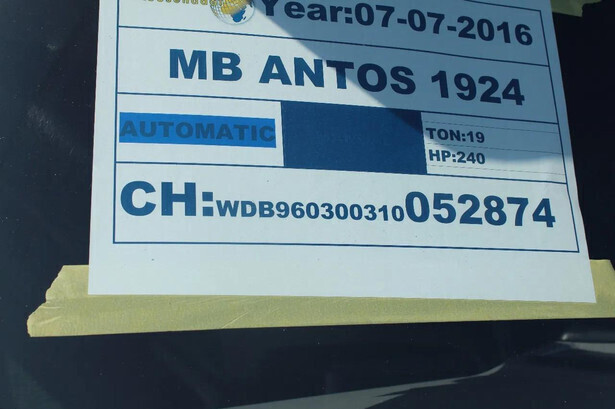 Year:07-07-2016
MB ANTOS 1924
AUTOMATIC
TON:19
HP:240
CH:WDB960300310052874